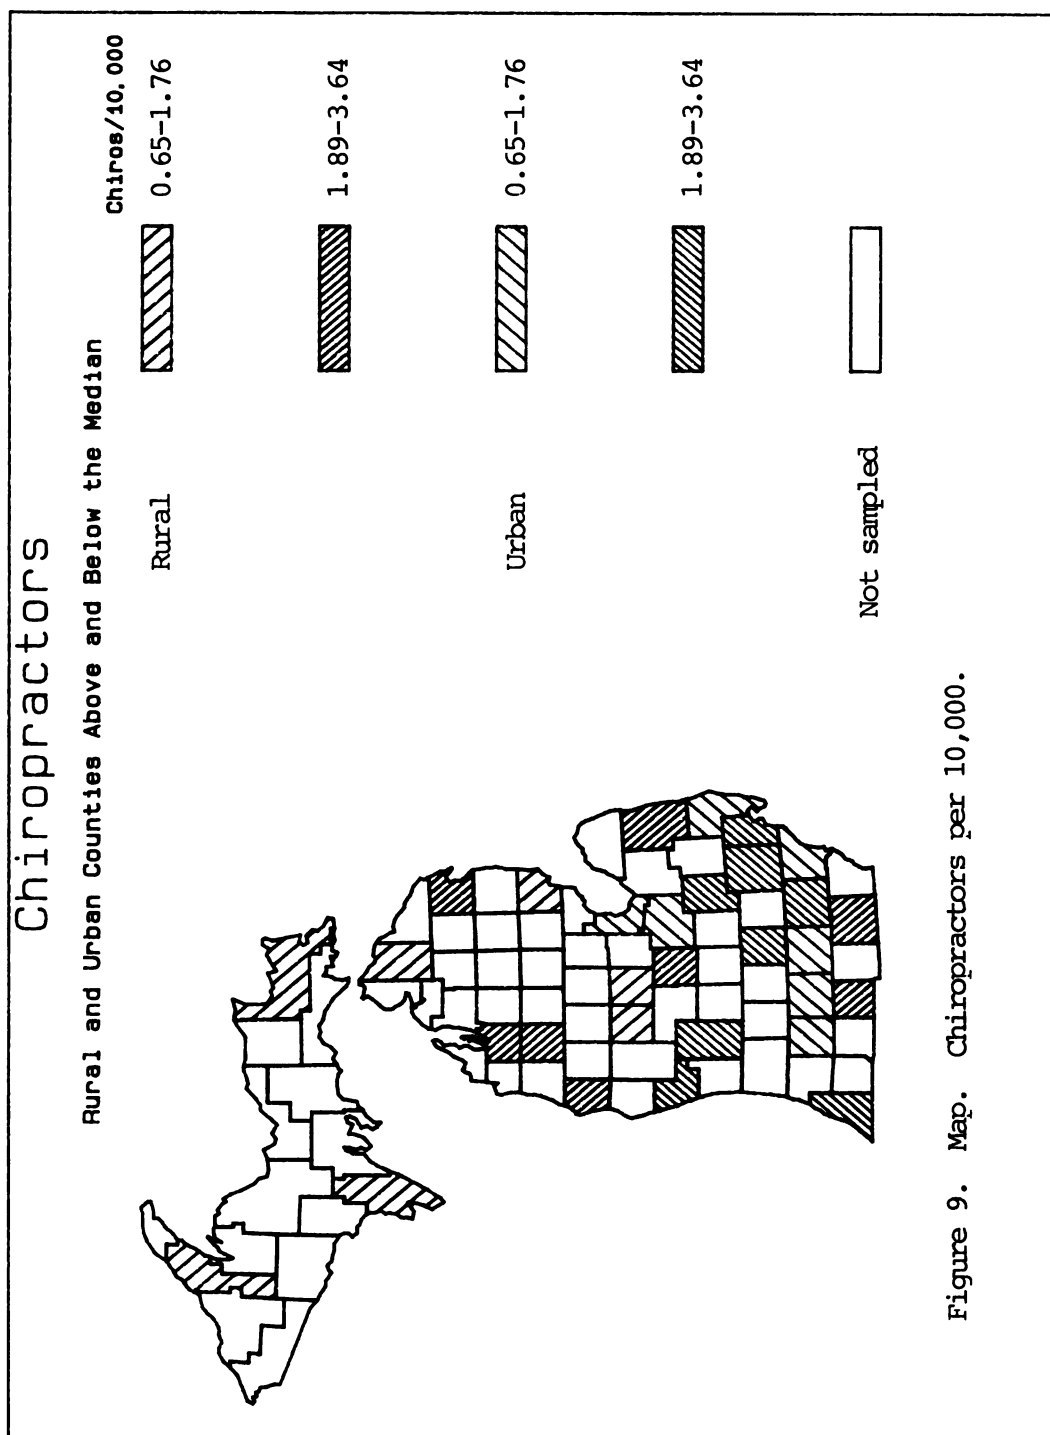 Chiropractors
Rural and Urban Counties Above and Below the Median
Chiros/10,000
Rural 0.65-1.76
1.89-3.64
Urban 0.65-1.76
1.89-3.64
Not sampled
Figure 9. Map. Chiropractors per 10,000.